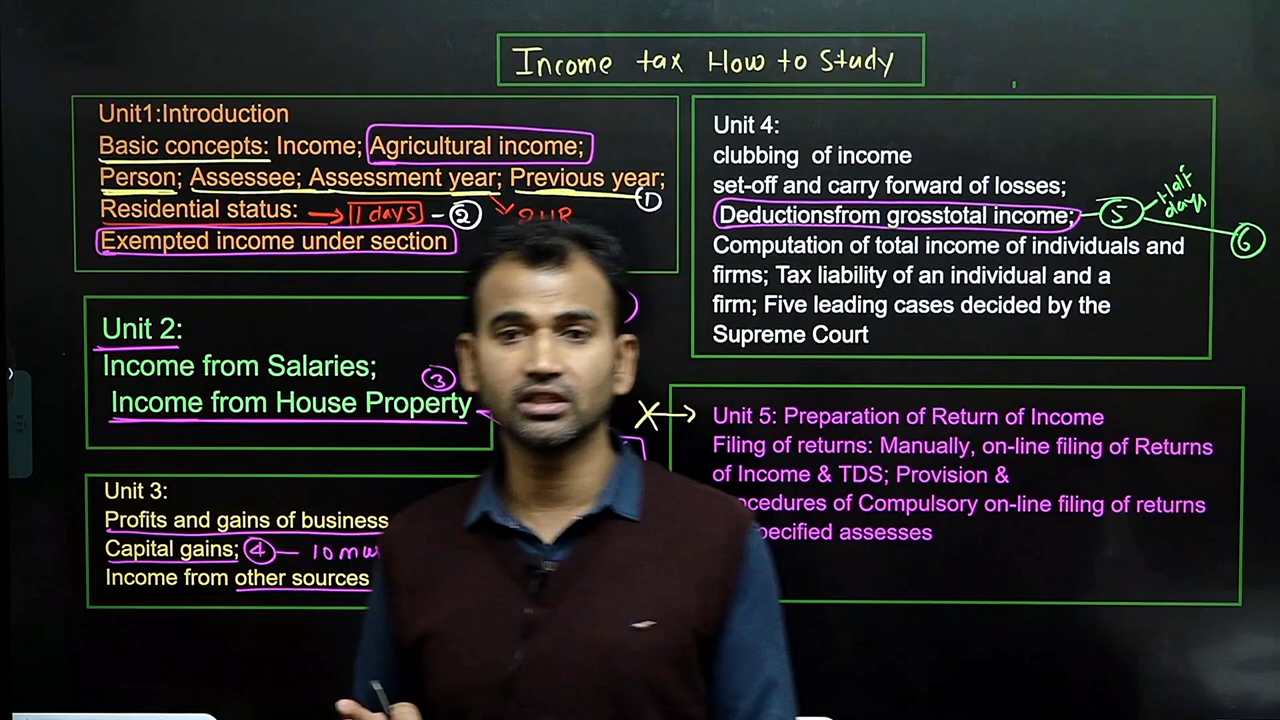 Income tax How to Study
Unit1:Introduction
Basic concepts: Income; Agricultural income;
Person; Assessee; Assessment year; Previous year;
1
Residential status: → 1 days - 2
2 HR
Exempted income under section
Unit 2:
Income from Salaries;
3
Income from House Property
Unit 3:
Profits and gains of business
Capital gains; 4 - 10
Income from other sources
Unit 4:
clubbing of income
set-off and carry forward of losses;
Deductionsfrom grosstotal income; 5
Half days
6
Computation of total income of individuals and
firms; Tax liability of an individual and a
firm; Five leading cases decided by the
Supreme Court
X → Unit 5: Preparation of Return of Income
Filing of returns: Manually, on-line filing of Returns
of Income & TDS; Provision &
of Compulsory on-line filing of returns
assesses